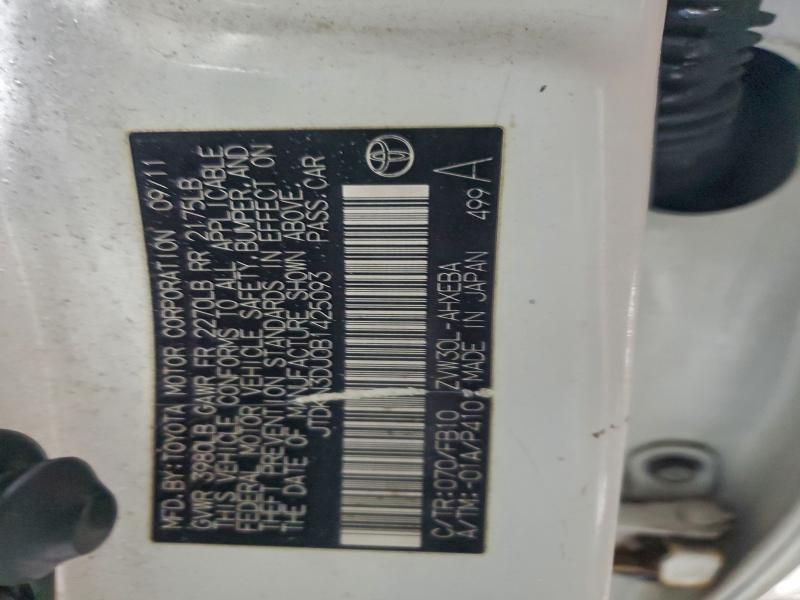 MFD. BY: TOYOTA MOTOR CORPORATION 09/11
GVWR 3980LB GAWR FR 2270LB RR 2175LB
THIS VEHICLE CONFORMS TO ALL APPLICABLE
FEDERAL MOTOR VEHICLE SAFETY, BUMPER, AND
THEFT PREVENTION STANDARDS IN EFFECT ON
THE DATE OF MANUFACTURE SHOWN ABOVE.
PASS. CAR
C/TR: 070/FB10 ZVW30L-AHXEBA
A/TM: -01A/P410 MADE IN JAPAN 499 A